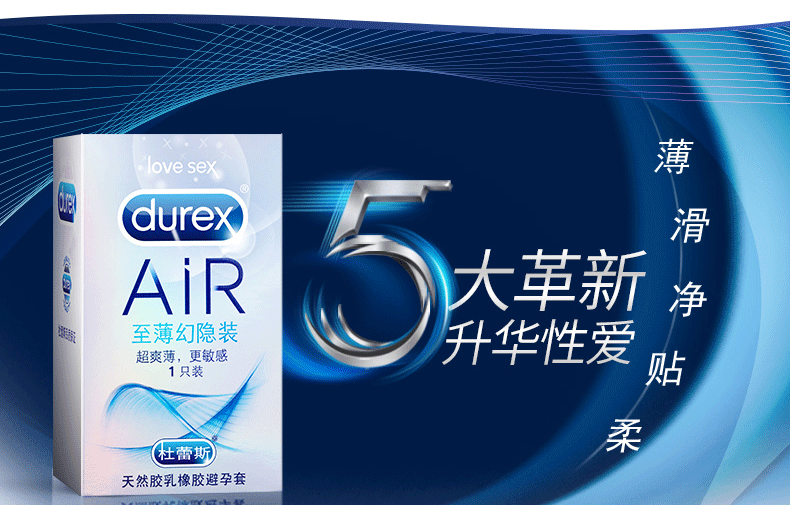 love sex
durex®
AiR
至薄幻隐装
超爽薄，更敏感
1只装
杜蕾斯
天然胶乳橡胶避孕套
durex
AiR
5
大革新
升华性爱
薄
滑
净
贴
柔